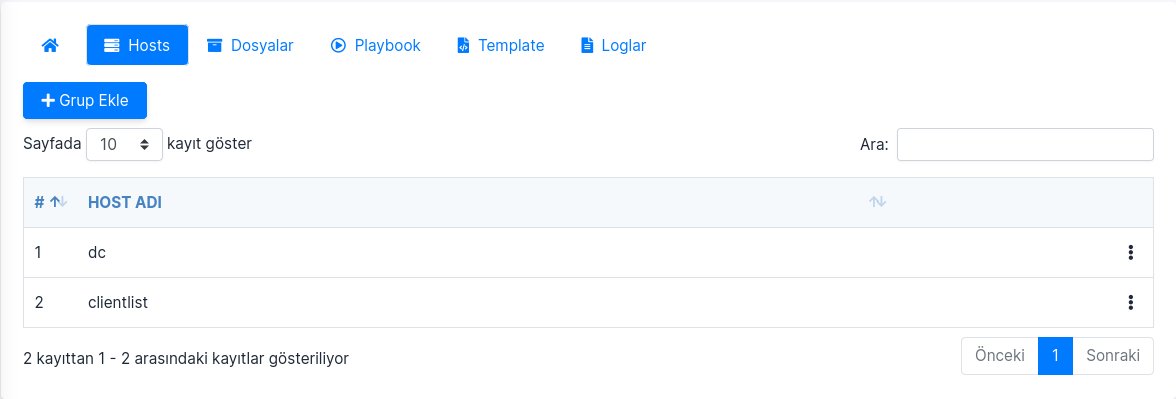 Hosts Dosyalar Playbook Template Loglar
Grup Ekle
Sayfada 10 kayıt göster Ara:
# HOST ADI
1 dc
2 clientlist
2 kayıttan 1 - 2 arasındaki kayıtlar gösteriliyor Önceki 1 Sonraki